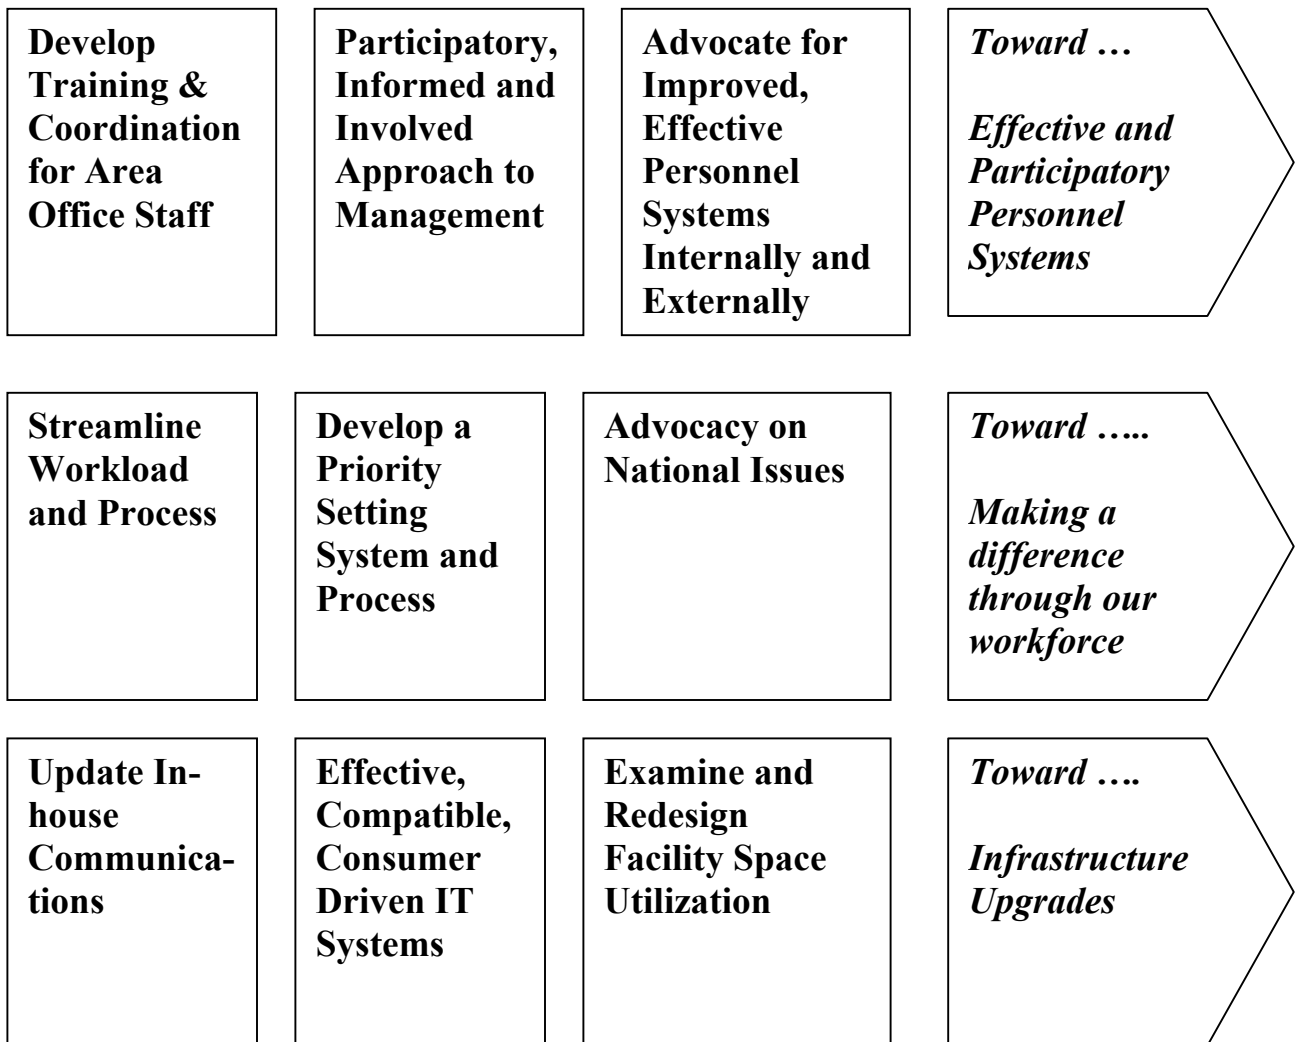 Develop
Training &
Coordination
for Area
Office Staff
Participatory,
Informed and
Involved
Approach to
Management
Advocate for
Improved,
Effective
Personnel
Systems
Internally and
Externally
Toward …
Effective and
Participatory
Personnel
Systems
Streamline
Workload
and Process
Develop a
Priority
Setting
System and
Process
Advocacy on
National Issues
Toward …..
Making a
difference
through our
workforce
Update In-
house
Communica-
tions
Effective,
Compatible,
Consumer
Driven IT
Systems
Examine and
Redesign
Facility Space
Utilization
Toward ….
Infrastructure
Upgrades